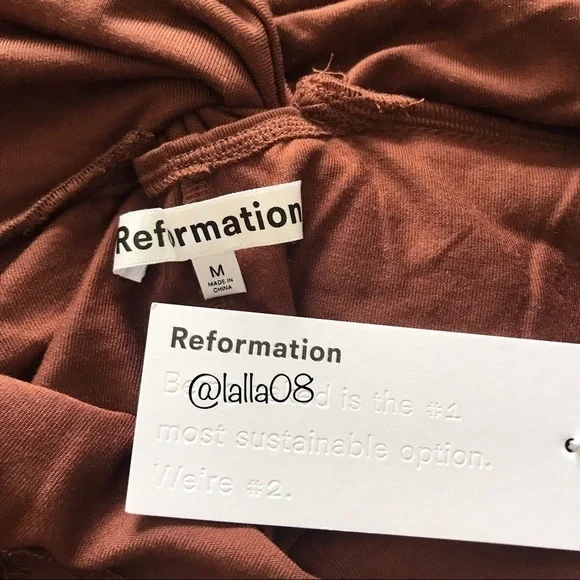 Reformation
M
MADE IN
CHINA
Reformation
@lalla08
is the #1
most sustainable option.
We're #2.